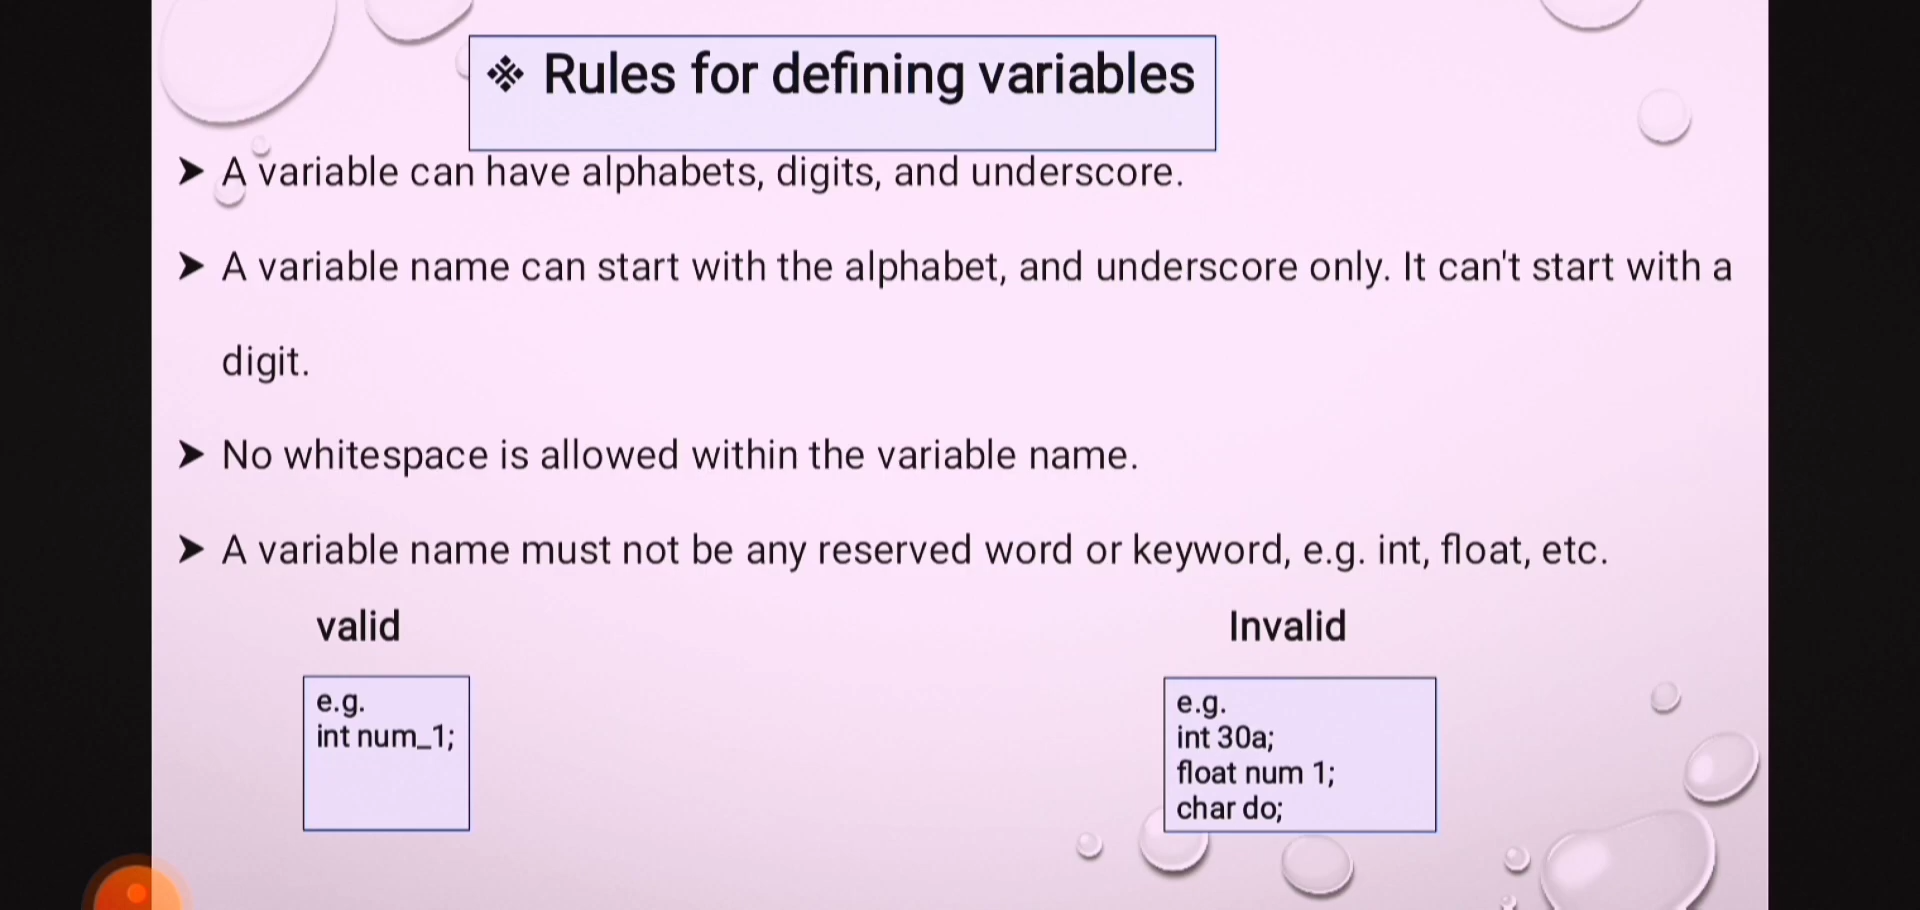 ❖ Rules for defining variables
➤ A variable can have alphabets, digits, and underscore.
➤ A variable name can start with the alphabet, and underscore only. It can't start with a
digit.
➤ No whitespace is allowed within the variable name.
➤ A variable name must not be any reserved word or keyword, e.g. int, float, etc.
valid
e.g.
int num_1;
Invalid
e.g.
int 30a;
float num 1;
char do;